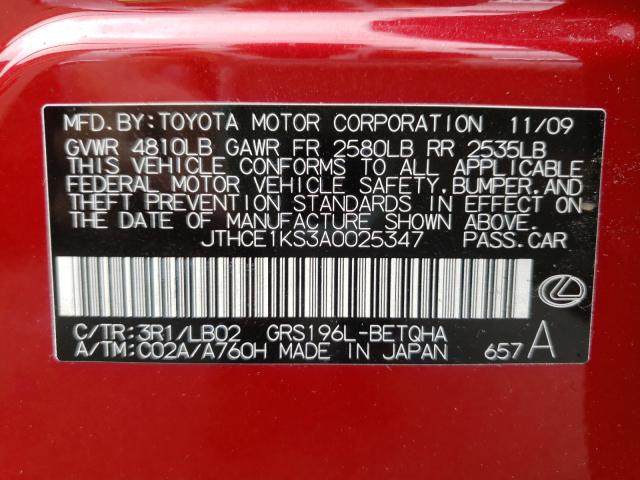 MFD. BY: TOYOTA MOTOR CORPORATION 11/09
GVWR 4810LB GAWR FR 2580LB RR 2535LB
THIS VEHICLE CONFORMS TO ALL APPLICABLE
FEDERAL MOTOR VEHICLE SAFETY, BUMPER, AND
THEFT PREVENTION STANDARDS IN EFFECT ON
THE DATE OF MANUFACTURE SHOWN ABOVE.
JTHCE1KS3A0025347 PASS. CAR
C/TR: 3R1/LB02 GRS196L-BETQHA
A/TM: C02A/A760H MADE IN JAPAN 657 A